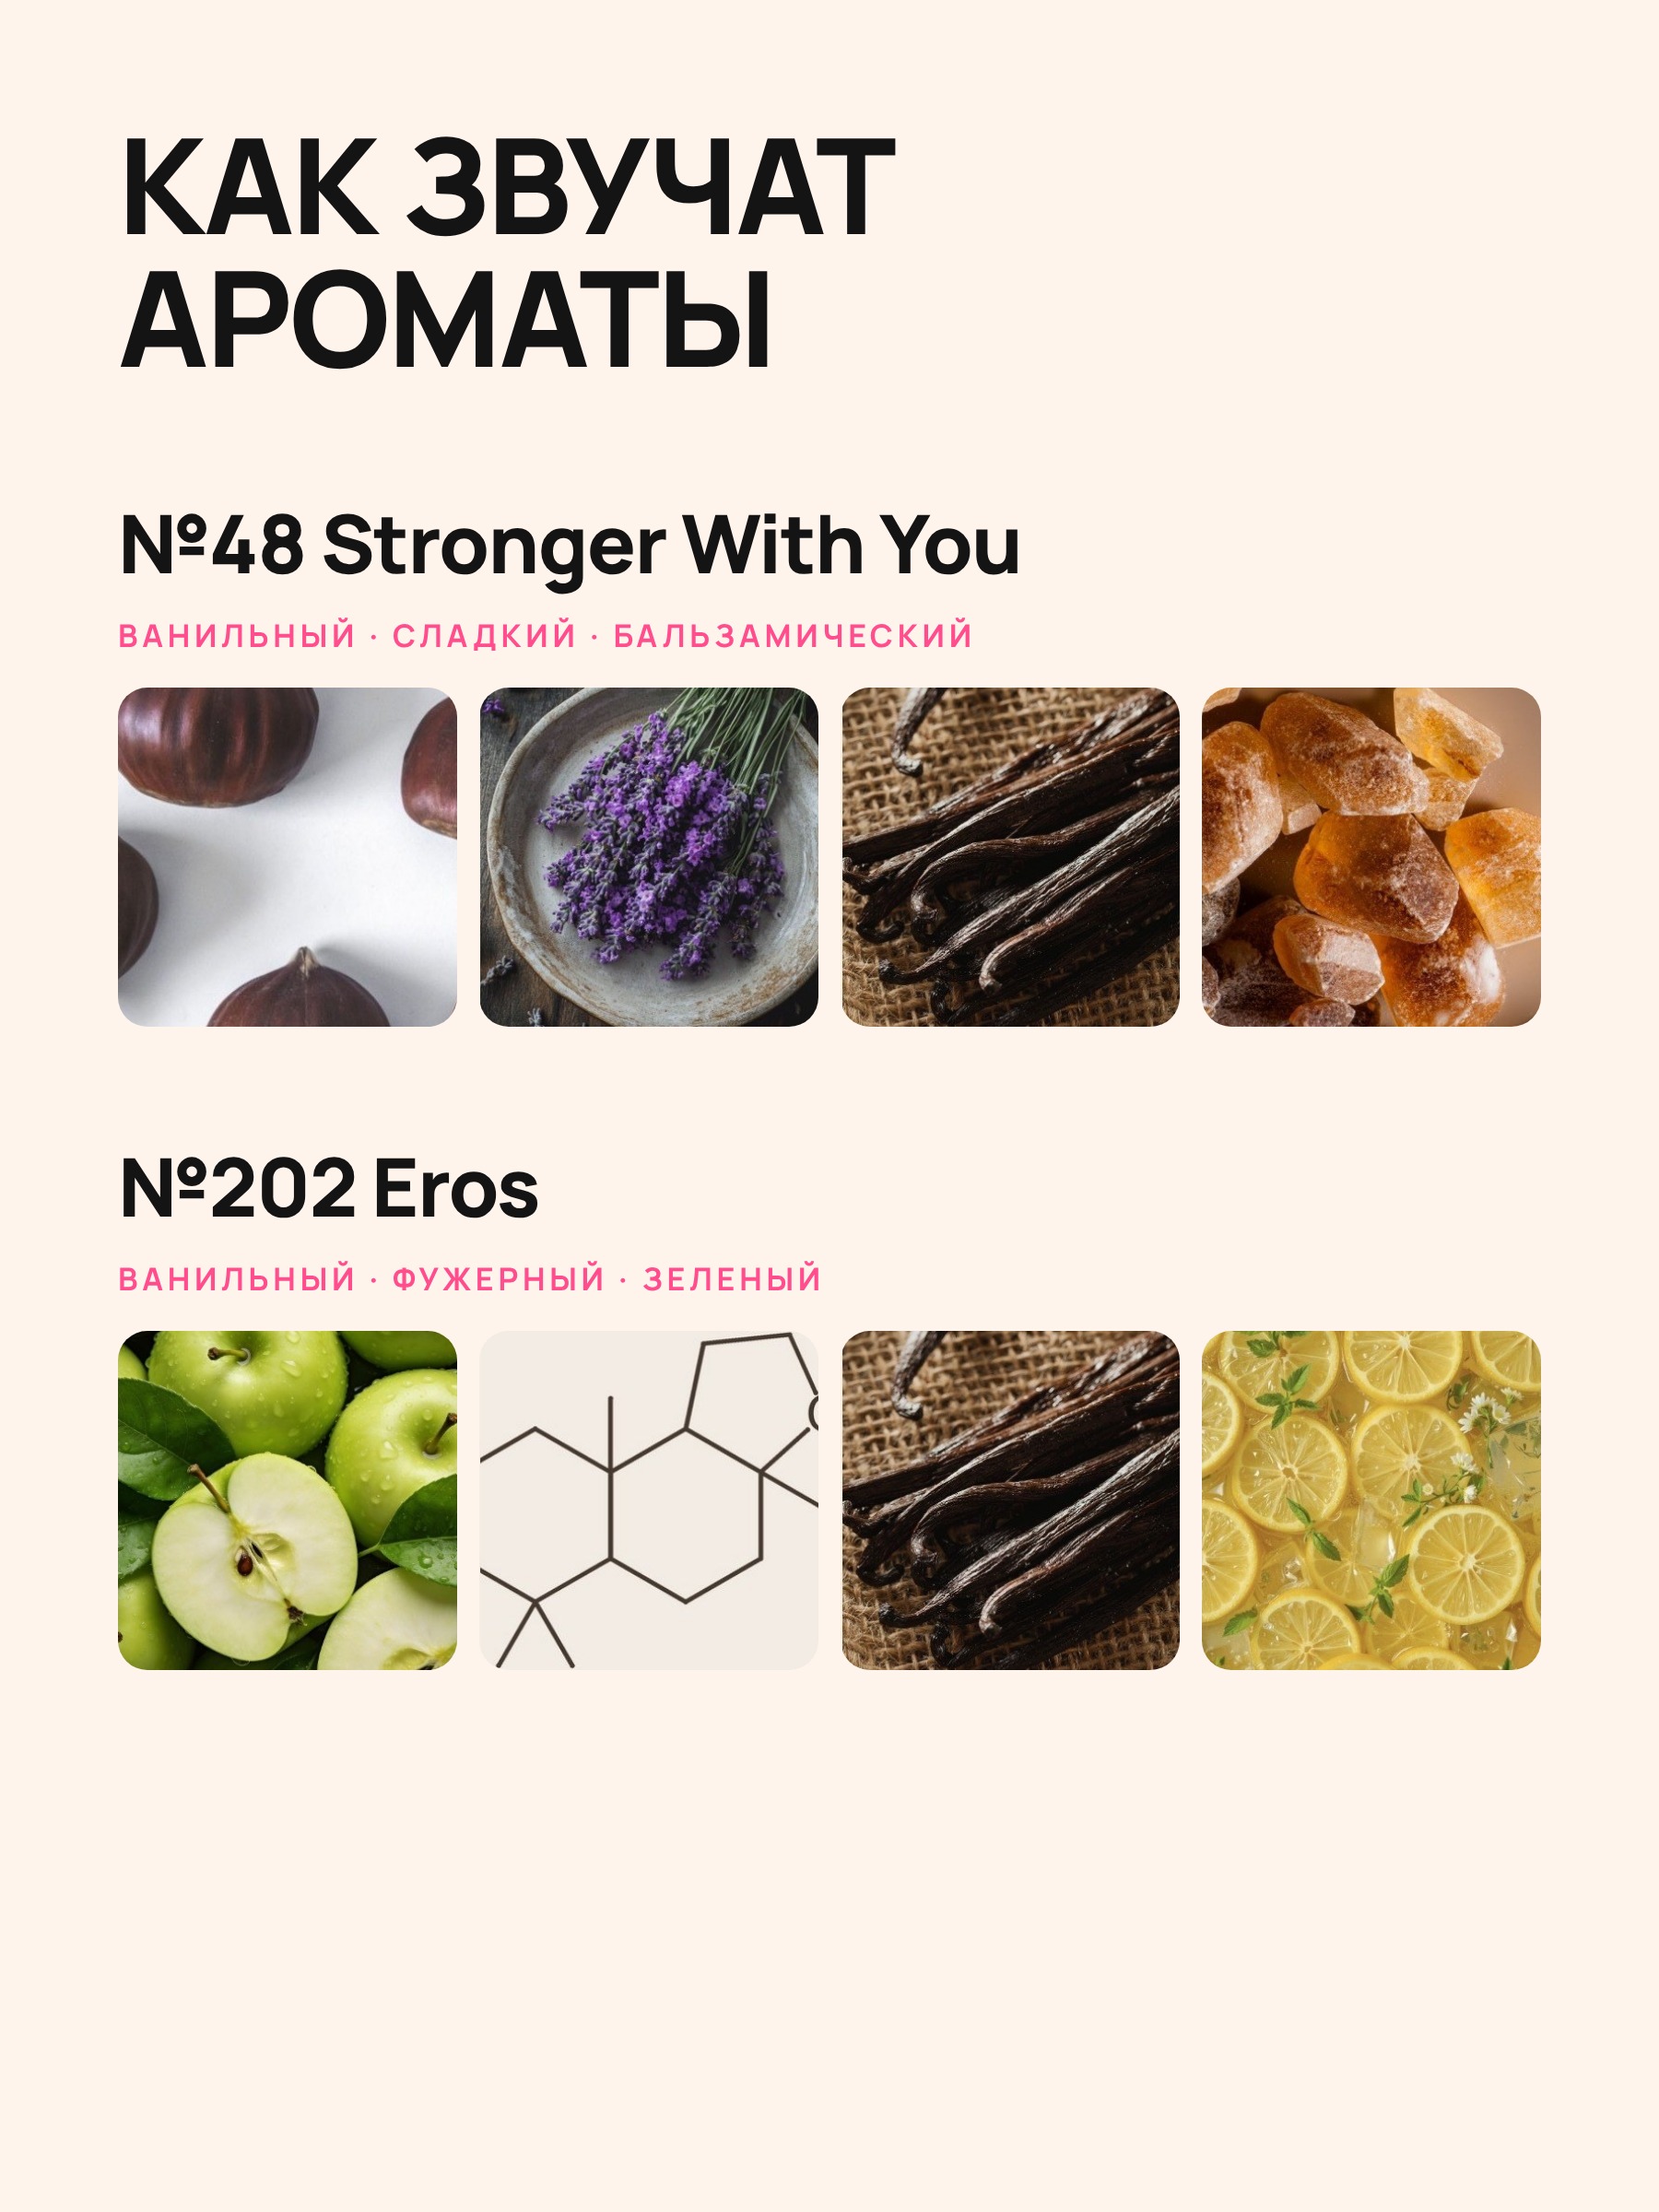 КАК ЗВУЧАТ
АРОМАТЫ
№48 Stronger With You
ВАНИЛЬНЫЙ · СЛАДКИЙ · БАЛЬЗАМИЧЕСКИЙ
№202 Eros
ВАНИЛЬНЫЙ · ФУЖЕРНЫЙ · ЗЕЛЕНЫЙ